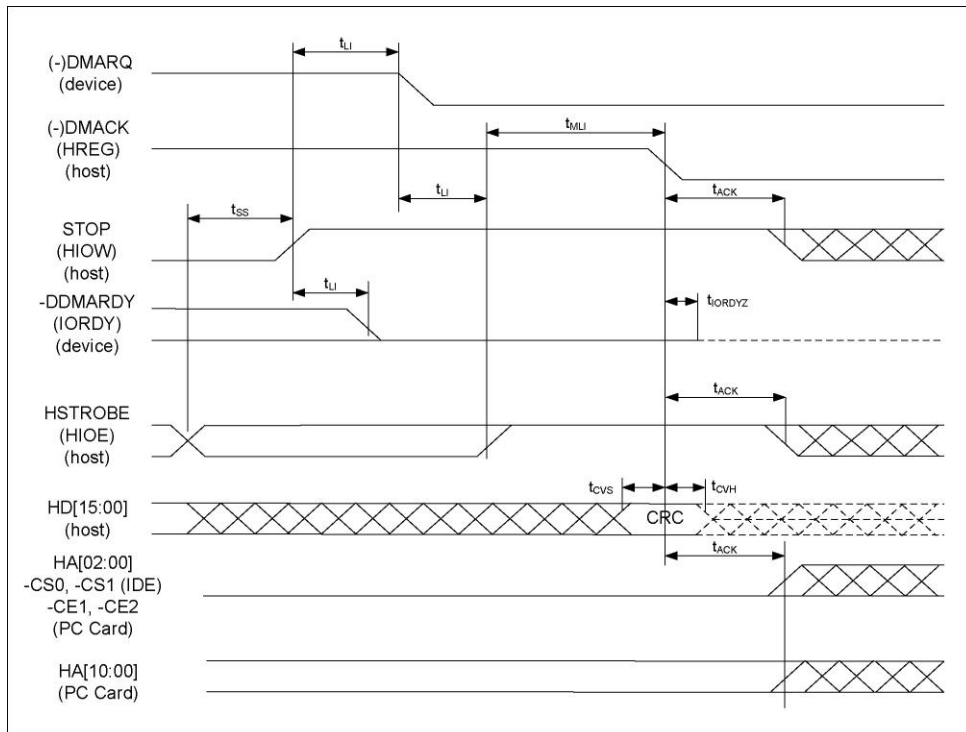 tLI
(-)DMARQ
(device)
tMLI
(-)DMACK
(HREG)
(host)
tLI
tACK
tSS
STOP
(HIOW)
(host)
tLI
-DDMARDY
(IORDY)
(device)
tIORDYZ
tACK
HSTROBE
(HIOE)
(host)
tCVS
tCVH
HD[15:00]
(host)
CRC
tACK
HA[02:00]
-CS0, -CS1 (IDE)
-CE1, -CE2
(PC Card)
HA[10:00]
(PC Card)